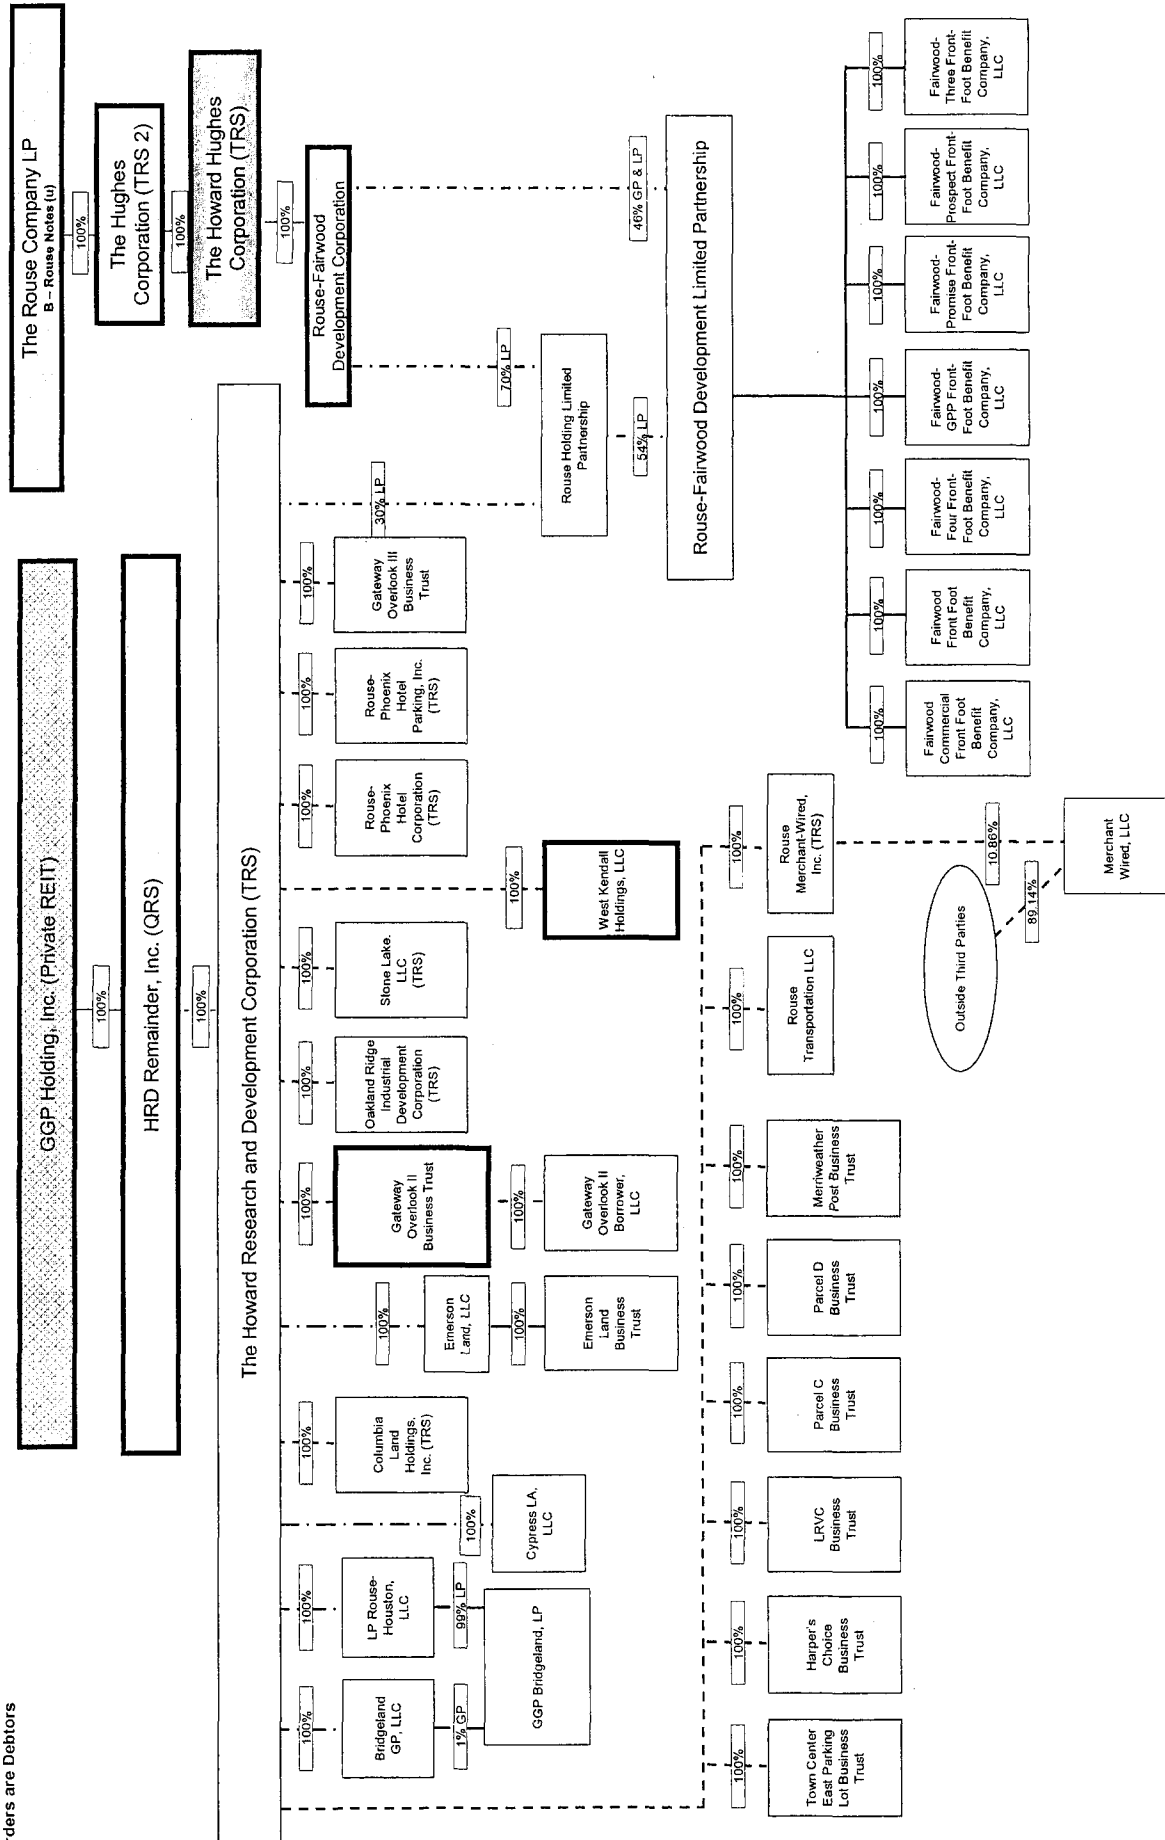 rders are Debtors
GGP Holding, Inc. (Private REIT)
100%
HRD Remainder, Inc. (QRS)
100%
The Howard Research and Development Corporation (TRS)
The Rouse Company LP
B – Rouse Notes (u)
100%
The Hughes
Corporation (TRS 2)
100%
The Howard Hughes
Corporation (TRS)
100%
Rouse-Fairwood
Development Corporation
100%
Bridgeland
GP, LLC
1% GP
100%
LP Rouse-
Houston,
LLC
99% LP
GGP Bridgeland, LP
100%
Cypress LA,
LLC
100%
Columbia
Land
Holdings,
Inc. (TRS)
100%
Emerson
Land, LLC
100%
Emerson
Land
Business
Trust
100%
Gateway
Overlook II
Business Trust
100%
Gateway
Overlook II
Borrower,
LLC
100%
Oakland Ridge
Industrial
Development
Corporation
(TRS)
100%
Stone Lake,
LLC
(TRS)
100%
West Kendall
Holdings, LLC
100%
Rouse-
Phoenix
Hotel
Corporation
(TRS)
100%
Rouse-
Phoenix
Hotel
Parking, Inc.
(TRS)
100%
Gateway
Overlook III
Business
Trust
30% LP
70% LP
Rouse Holding Limited
Partnership
54% LP
46% GP & LP
Rouse-Fairwood Development Limited Partnership
100%
Town Center
East Parking
Lot Business
Trust
100%
Harper's
Choice
Business
Trust
100%
LRVC
Business
Trust
100%
Parcel C
Business
Trust
100%
Parcel D
Business
Trust
100%
Merriweather
Post Business
Trust
100%
Rouse
Transportation LLC
100%
Rouse
Merchant-Wired,
Inc. (TRS)
Outside Third Parties
89.14%
10.86%
Merchant
Wired, LLC
100%
Fairwood
Commercial
Front Foot
Benefit
Company,
LLC
100%
Fairwood
Front Foot
Benefit
Company,
LLC
100%
Fairwood-
Four Front-
Foot Benefit
Company,
LLC
100%
Fairwood-
GPP Front-
Foot Benefit
Company,
LLC
100%
Fairwood-
Promise Front-
Foot Benefit
Company,
LLC
100%
Fairwood-
Prospect Front-
Foot Benefit
Company,
LLC
100%
Fairwood-
Three Front-
Foot Benefit
Company,
LLC